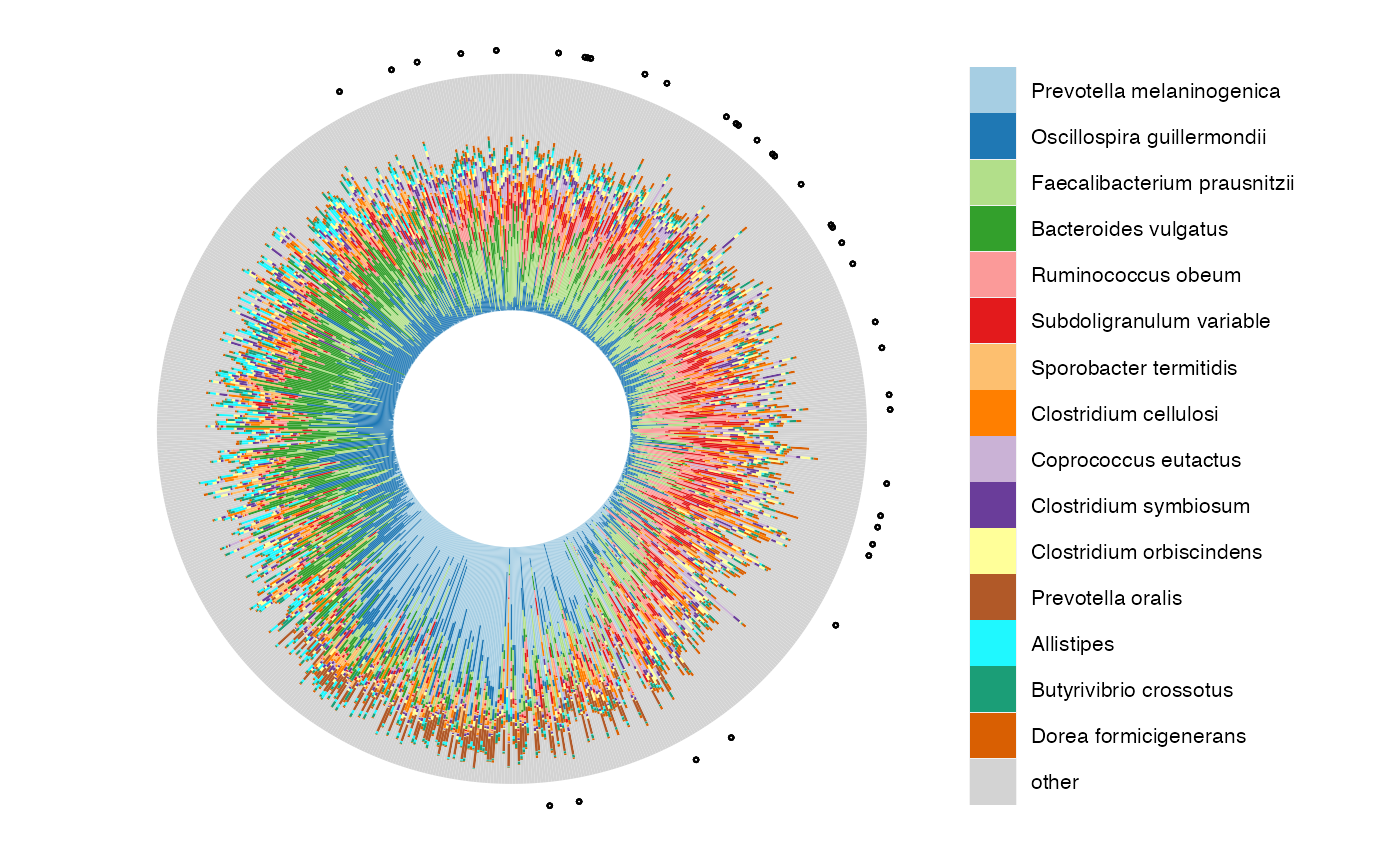 Prevotella melaninogenica
Oscillospira guillermondii
Faecalibacterium prausnitzii
Bacteroides vulgatus
Ruminococcus obeum
Subdoligranulum variable
Sporobacter termitidis
Clostridium cellulosi
Coprococcus eutactus
Clostridium symbiosum
Clostridium orbiscindens
Prevotella oralis
Allistipes
Butyrivibrio crossotus
Dorea formicigenerans
other